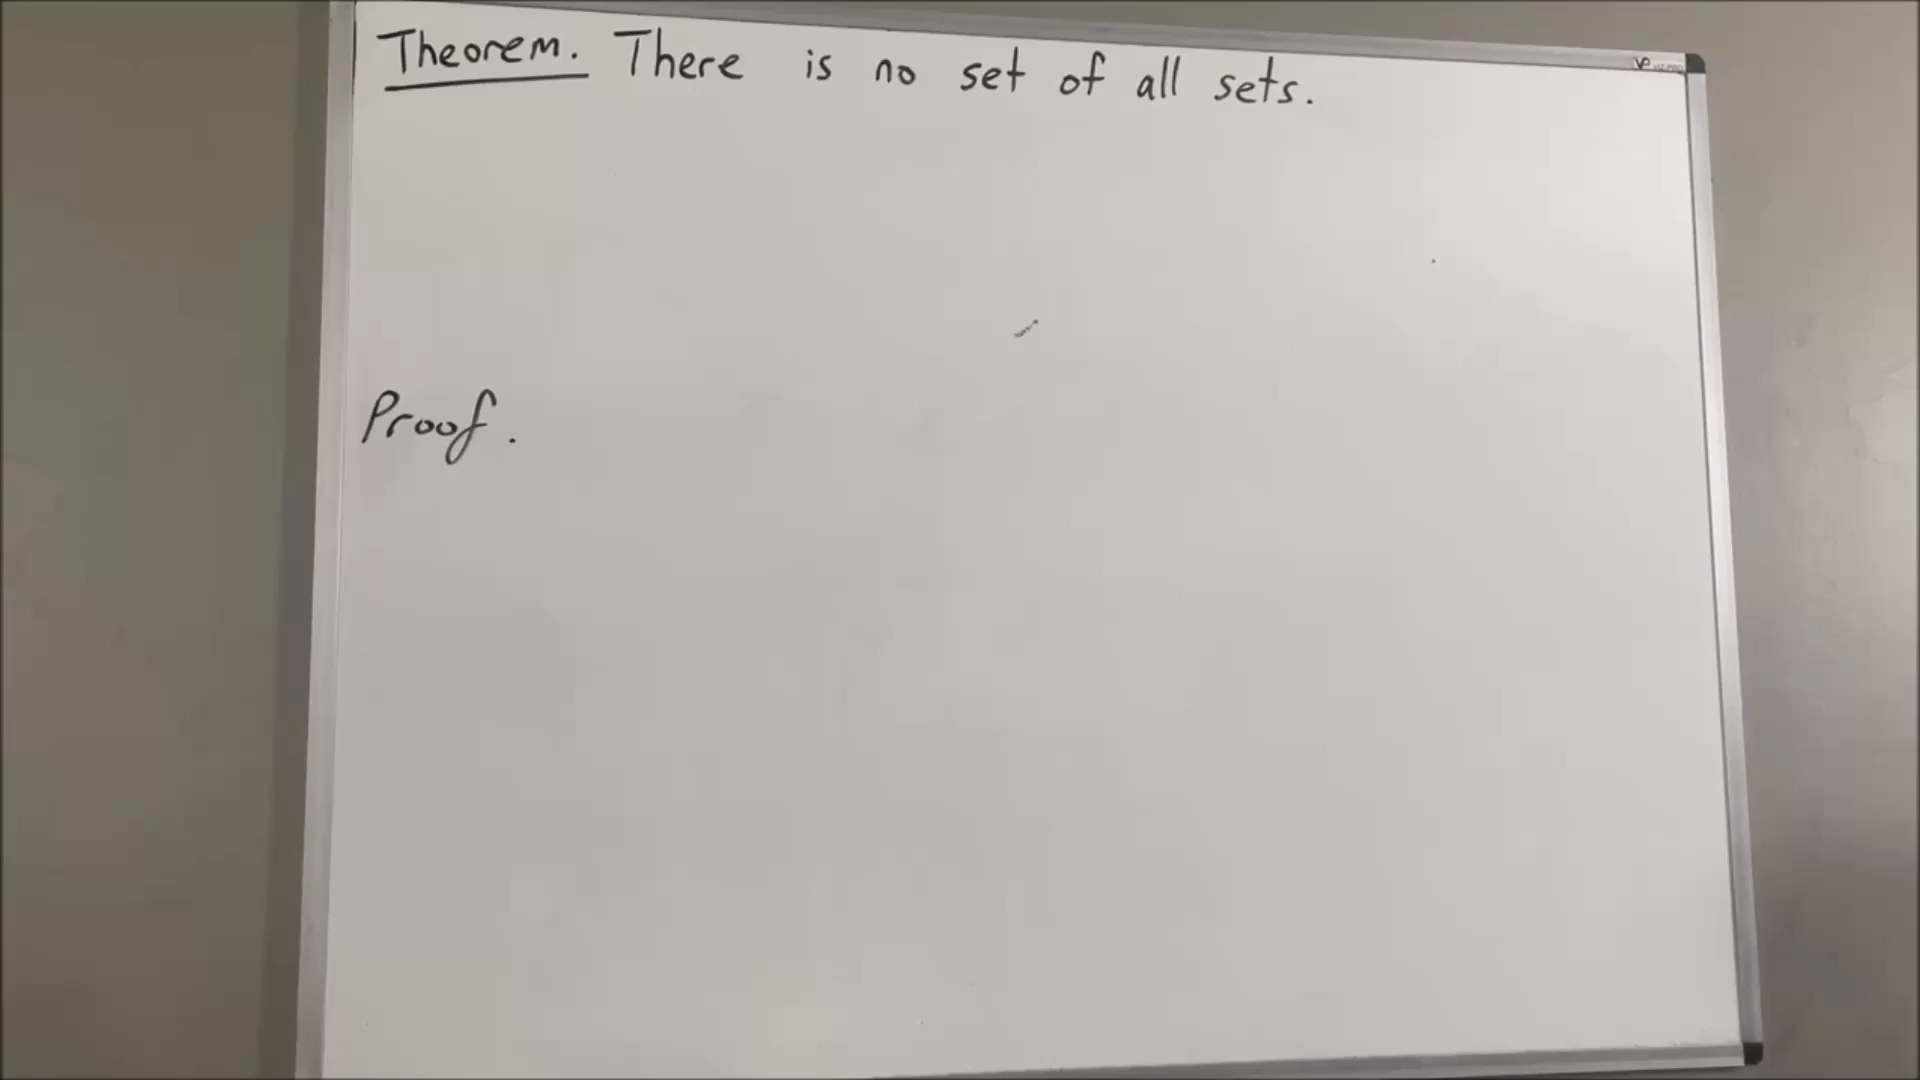 Theorem. There is no set of all sets.
Proof.